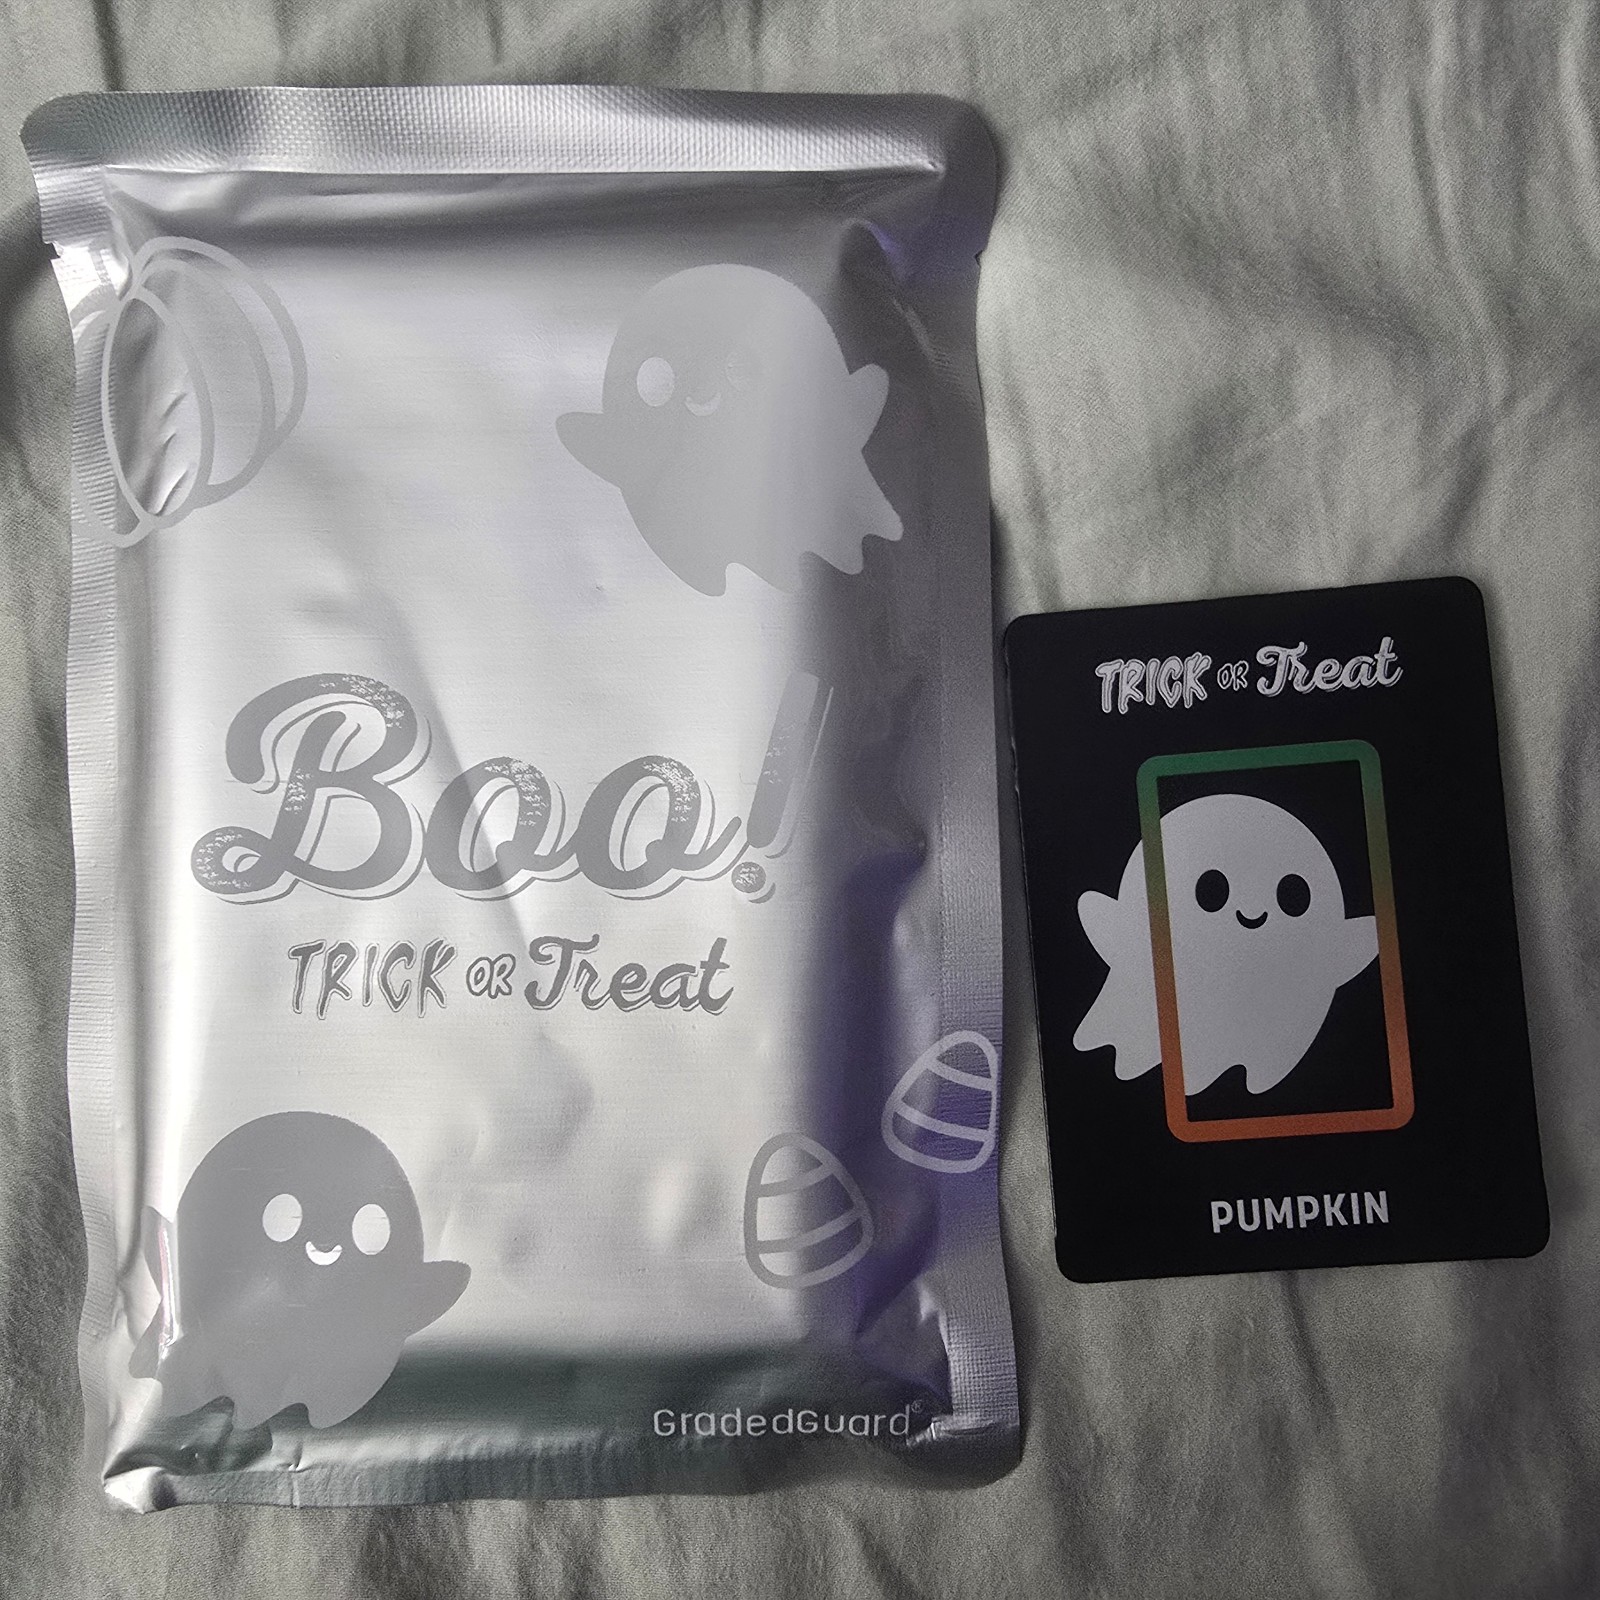 Boo!
TRICK OR Treat
GradedGuard®
TRICK OR Treat
PUMPKIN